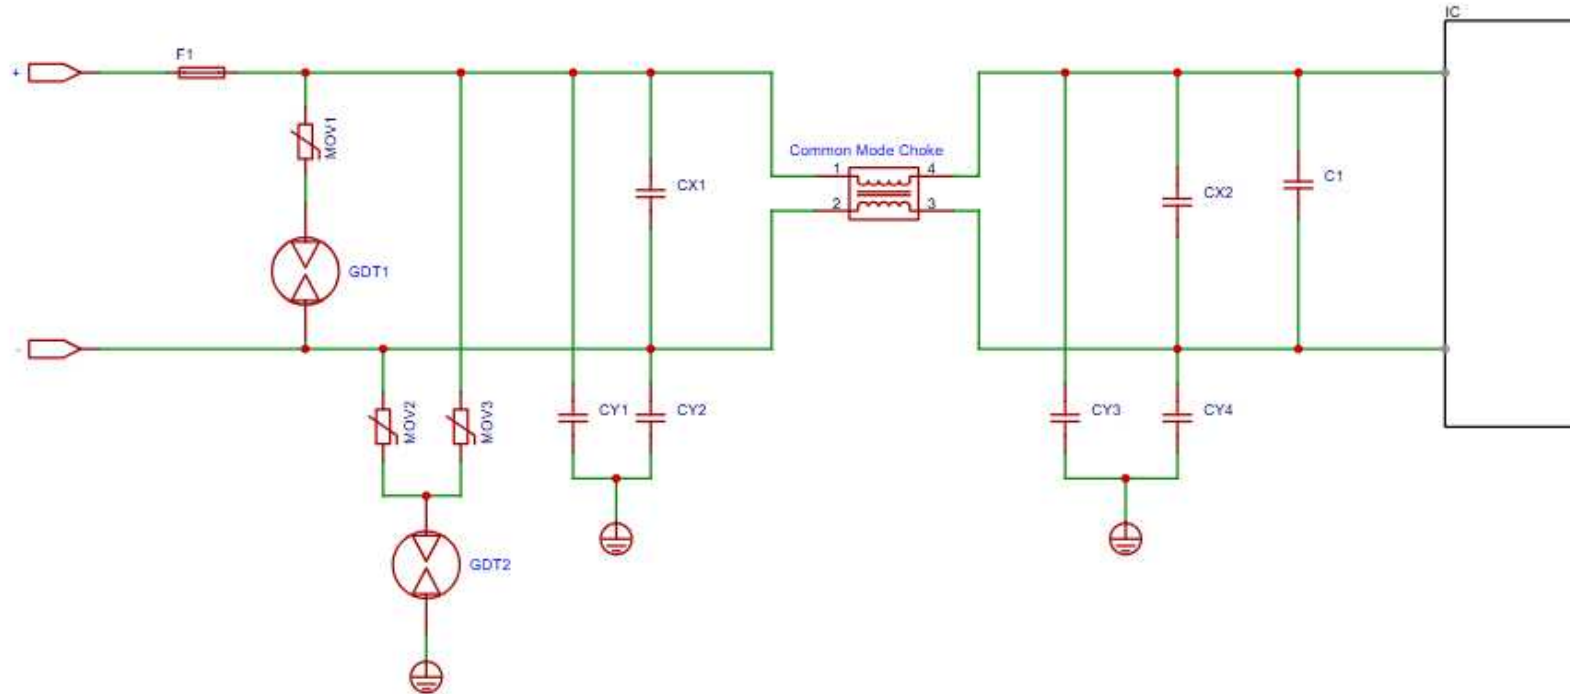 IC
F1
+
MOV1
Common Mode Choke
1 4
2 3
CX1
CX2
C1
GDT1
-
MOV2
MOV3
CY1
CY2
CY3
CY4
GDT2